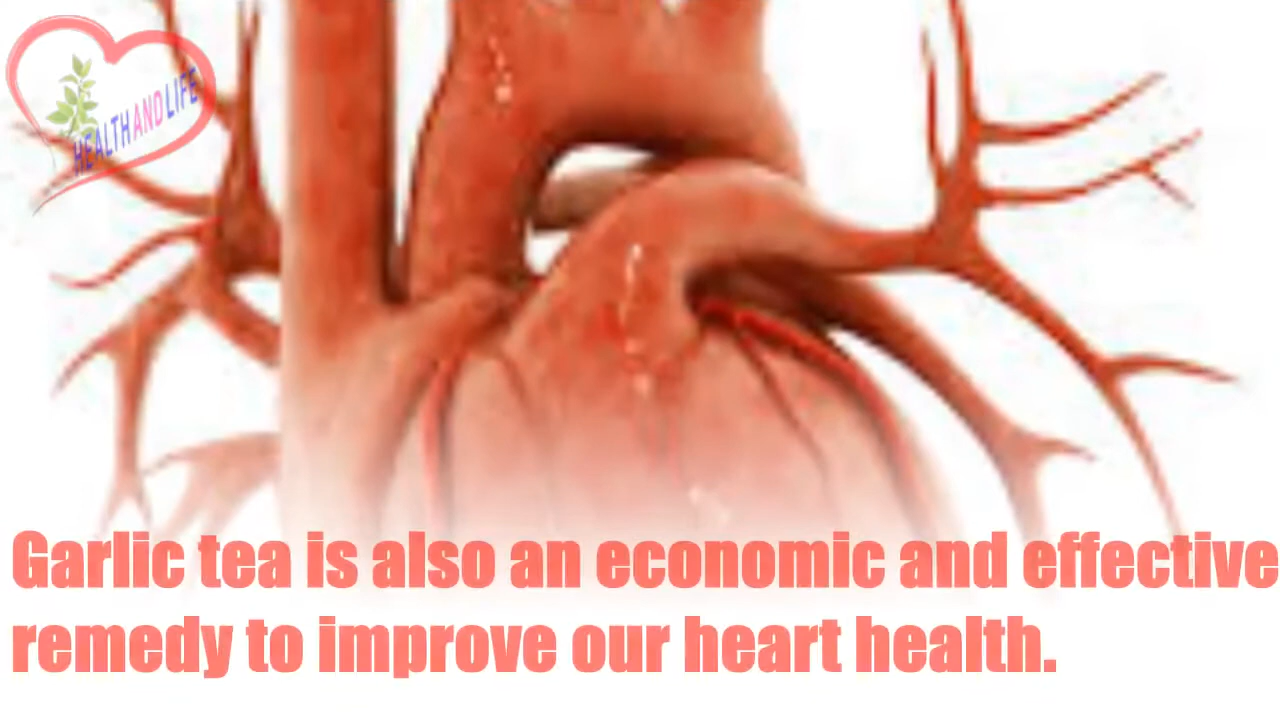 HEALTHANDLIFE
Garlic tea is also an economic and effective
remedy to improve our heart health.